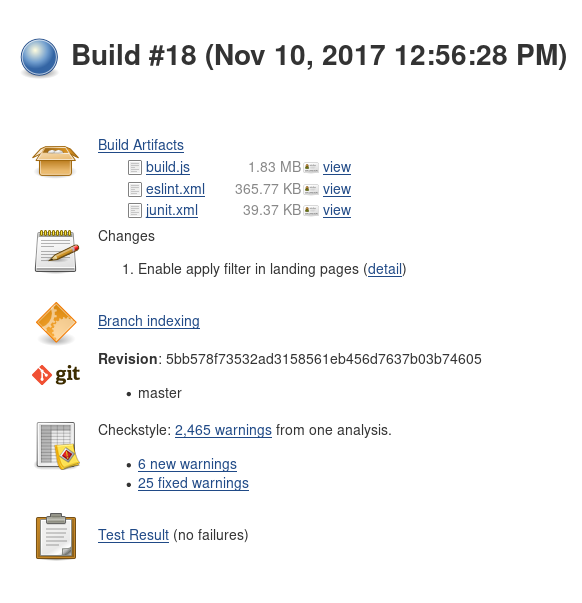 Build #18 (Nov 10, 2017 12:56:28 PM)
Build Artifacts
build.js 1.83 MB view
eslint.xml 365.77 KB view
junit.xml 39.37 KB view
Changes
1. Enable apply filter in landing pages (detail)
Branch indexing
git Revision: 5bb578f73532ad3158561eb456d7637b03b74605
• master
Checkstyle: 2,465 warnings from one analysis.
• 6 new warnings
• 25 fixed warnings
Test Result (no failures)